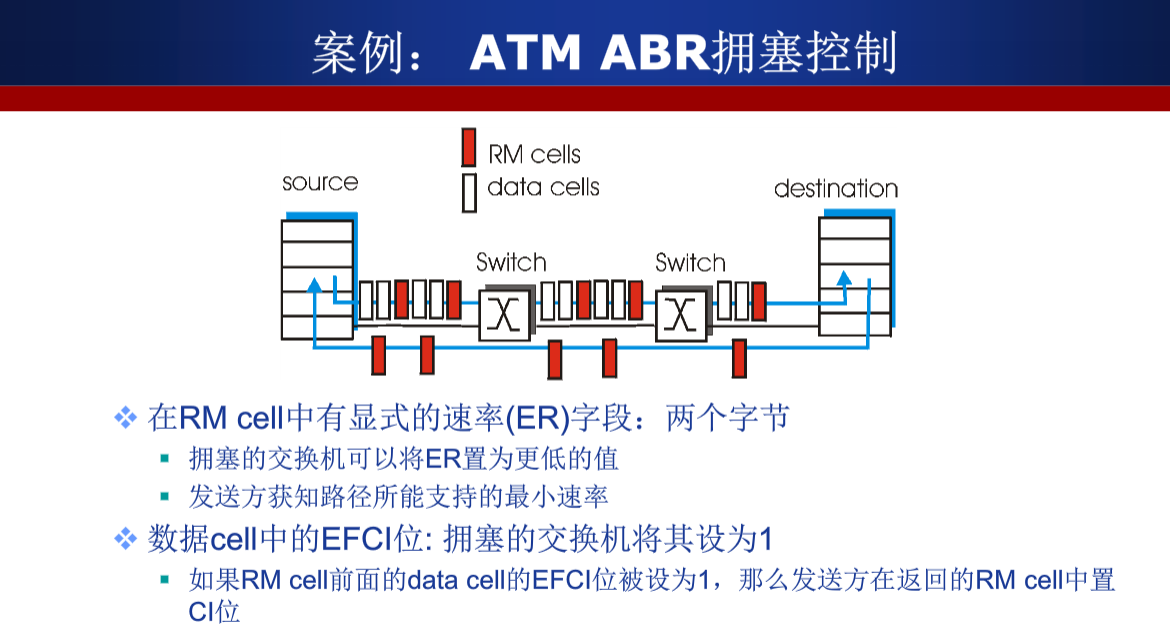 案例： ATM ABR拥塞控制
RM cells
data cells
source
destination
Switch
Switch
在RM cell中有显式的速率(ER)字段：两个字节
拥塞的交换机可以将ER置为更低的值
发送方获知路径所能支持的最小速率
数据cell中的EFCI位: 拥塞的交换机将其设为1
如果RM cell前面的data cell的EFCI位被设为1，那么发送方在返回的RM cell中置
CI位